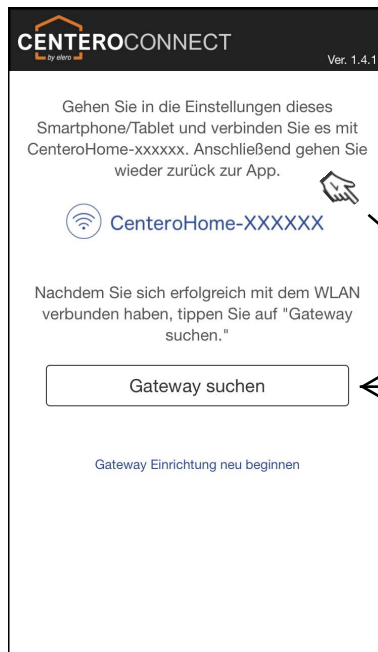 CENTEROCONNECT
by elero
Ver. 1.4.1
Gehen Sie in die Einstellungen dieses
Smartphone/Tablet und verbinden Sie es mit
CenteroHome-xxxxxx. Anschließend gehen Sie
wieder zurück zur App.
CenteroHome-XXXXXX
Nachdem Sie sich erfolgreich mit dem WLAN
verbunden haben, tippen Sie auf "Gateway
suchen."
Gateway suchen
Gateway Einrichtung neu beginnen